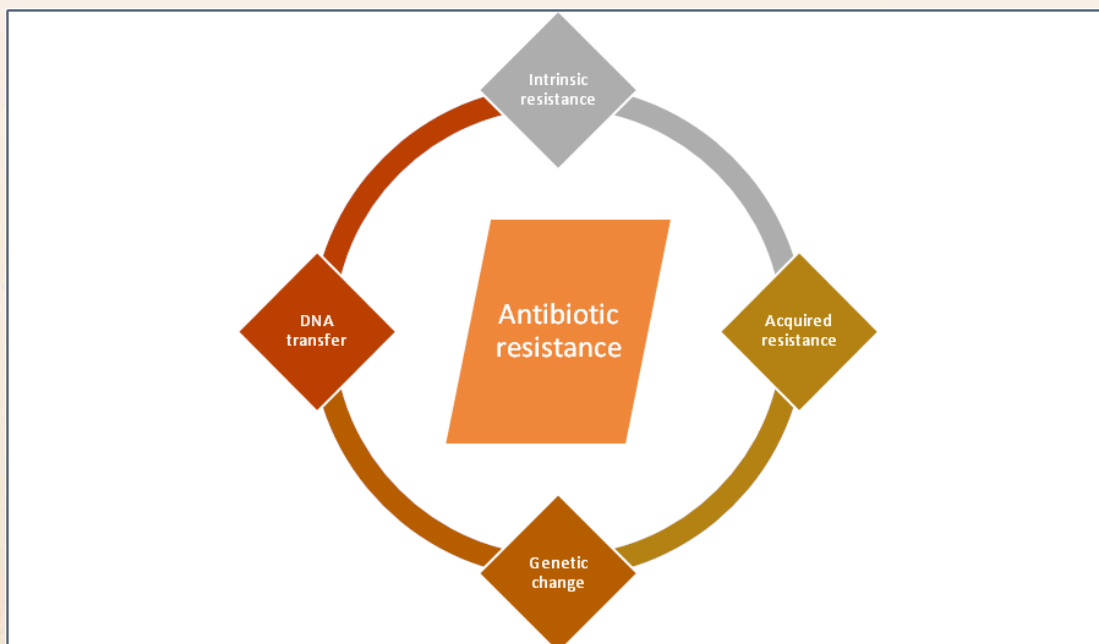 Intrinsic
resistance
DNA
transfer
Antibiotic
resistance
Acquired
resistance
Genetic
change